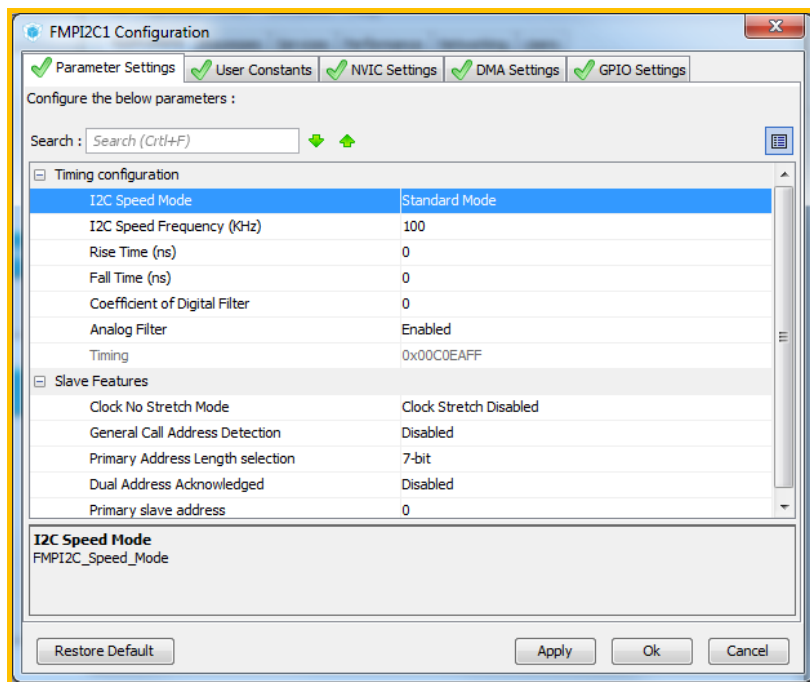 FMPI2C1 Configuration
Parameter Settings User Constants NVIC Settings DMA Settings GPIO Settings
Configure the below parameters :
Search : Search (Crtl+F)
Timing configuration
I2C Speed Mode Standard Mode
I2C Speed Frequency (KHz) 100
Rise Time (ns) 0
Fall Time (ns) 0
Coefficient of Digital Filter 0
Analog Filter Enabled
Timing 0x00C0EAFF
Slave Features
Clock No Stretch Mode Clock Stretch Disabled
General Call Address Detection Disabled
Primary Address Length selection 7-bit
Dual Address Acknowledged Disabled
Primary slave address 0
I2C Speed Mode
FMPI2C_Speed_Mode
Restore Default Apply Ok Cancel